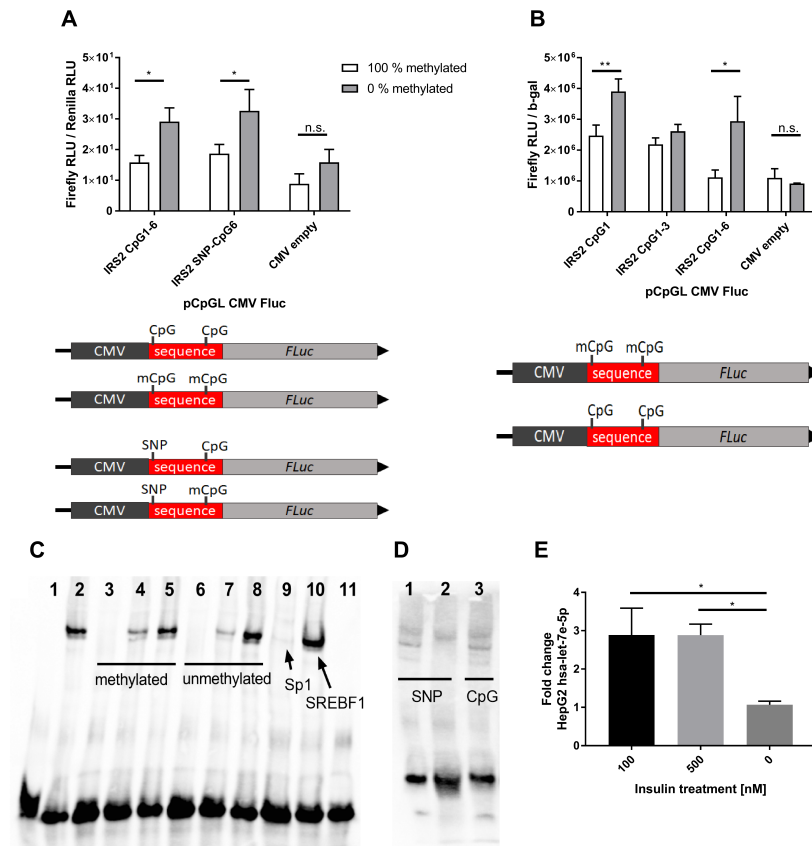 A
Firefly RLU / Renilla RLU
5×10¹
4×10¹
3×10¹
2×10¹
1×10¹
0
*
*
n.s.
IRS2 CpG1-6
IRS2 SNP-CpG6
CMV empty
pCpGL CMV Fluc
100 % methylated
0 % methylated
CpG CpG
CMV sequence FLuc
mCpG mCpG
CMV sequence FLuc
SNP CpG
CMV sequence FLuc
SNP mCpG
CMV sequence FLuc
B
Firefly RLU / b-gal
5×10⁶
4×10⁶
3×10⁶
2×10⁶
1×10⁶
0
**
*
n.s.
IRS2 CpG1
IRS2 CpG1-3
IRS2 CpG1-6
CMV empty
pCpGL CMV Fluc
mCpG mCpG
CMV sequence FLuc
CpG CpG
CMV sequence FLuc
C
1 2 3 4 5 6 7 8 9 10 11
methylated
unmethylated
Sp1
SREBF1
D
1 2 3
SNP CpG
E
Fold change
HepG2 hsa-let-7e-5p
4
3
2
1
0
*
*
100
500
0
Insulin treatment [nM]